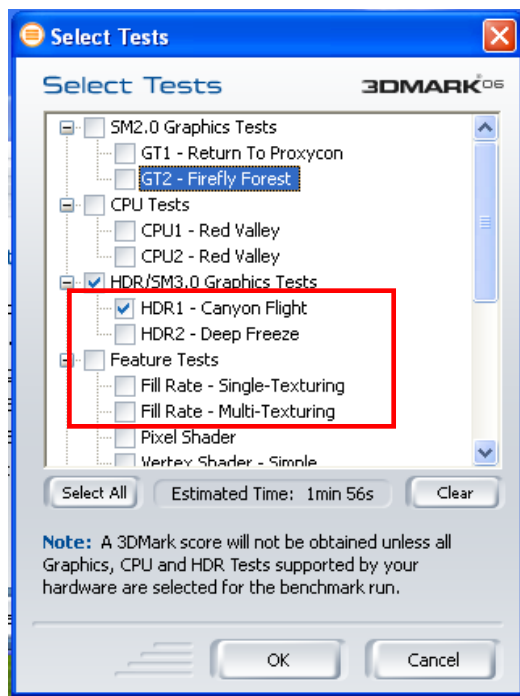 Select Tests
Select Tests
3DMARK06
SM2.0 Graphics Tests
GT1 - Return To Proxycon
GT2 - Firefly Forest
CPU Tests
CPU1 - Red Valley
CPU2 - Red Valley
HDR/SM3.0 Graphics Tests
HDR1 - Canyon Flight
HDR2 - Deep Freeze
Feature Tests
Fill Rate - Single-Texturing
Fill Rate - Multi-Texturing
Pixel Shader
Vertex Shader - Simple
Select All
Estimated Time: 1min 56s
Clear
Note: A 3DMark score will not be obtained unless all
Graphics, CPU and HDR Tests supported by your
hardware are selected for the benchmark run.
OK
Cancel